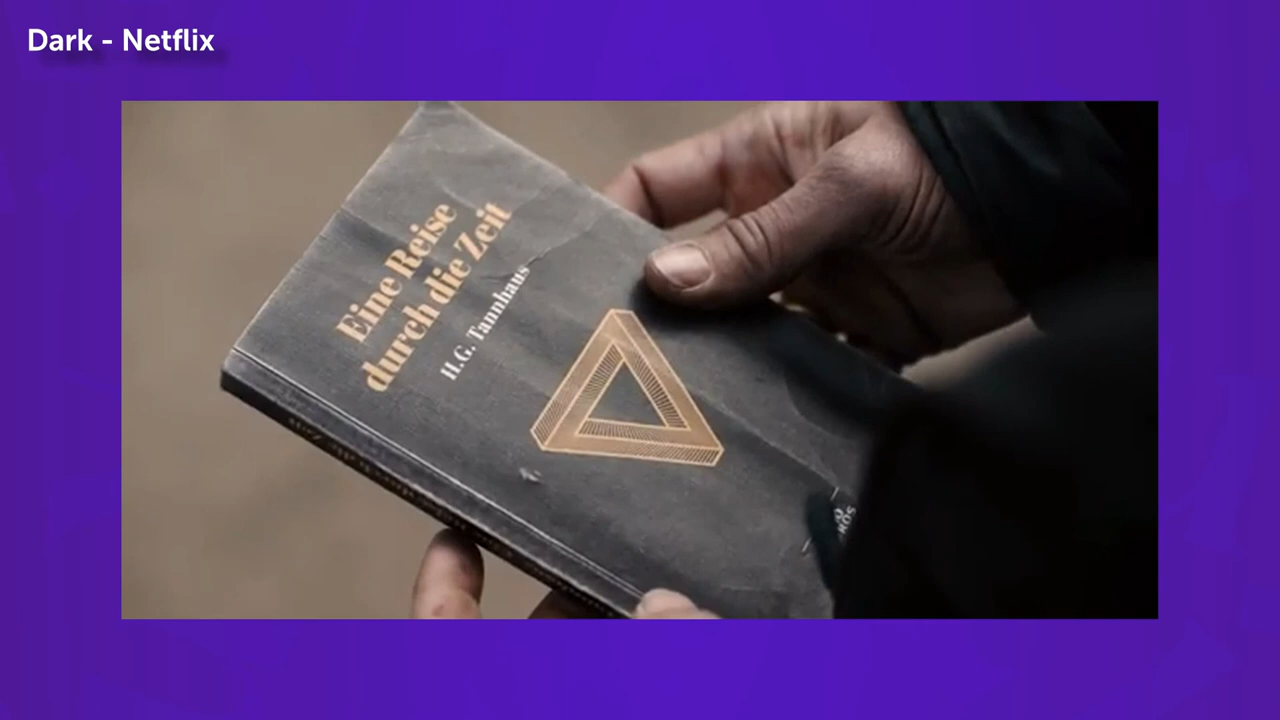 Dark - Netflix
Eine Reise
durch die Zeit
H.G. Tannhaus